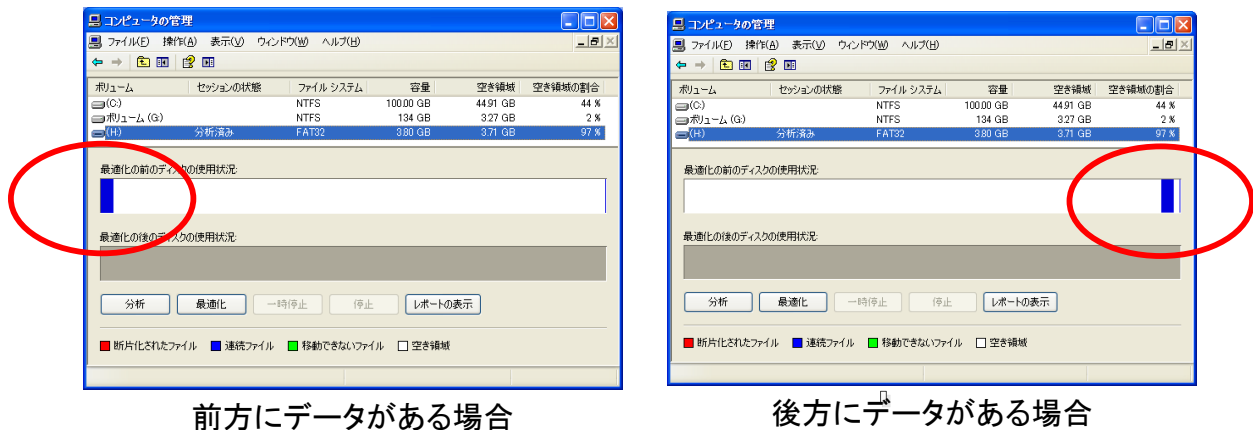 コンピュータの管理
ファイル(F) 操作(A) 表示(V) ウィンドウ(W) ヘルプ(H)
ボリューム セッションの状態 ファイル システム 容量 空き領域 空き領域の割合
(C:) NTFS 100.00 GB 44.91 GB 44 %
ボリューム (G:) NTFS 134 GB 3.27 GB 2 %
(H:) 分析済み FAT32 3.80 GB 3.71 GB 97 %
最適化の前のディスクの使用状況:
最適化の後のディスクの使用状況:
分析 最適化 一時停止 停止 レポートの表示
断片化されたファイル 連続ファイル 移動できないファイル 空き領域
前方にデータがある場合
コンピュータの管理
ファイル(F) 操作(A) 表示(V) ウィンドウ(W) ヘルプ(H)
ボリューム セッションの状態 ファイル システム 容量 空き領域 空き領域の割合
(C:) NTFS 100.00 GB 44.91 GB 44 %
ボリューム (G:) NTFS 134 GB 3.27 GB 2 %
(H:) 分析済み FAT32 3.80 GB 3.71 GB 97 %
最適化の前のディスクの使用状況:
最適化の後のディスクの使用状況:
分析 最適化 一時停止 停止 レポートの表示
断片化されたファイル 連続ファイル 移動できないファイル 空き領域
後方にデータがある場合